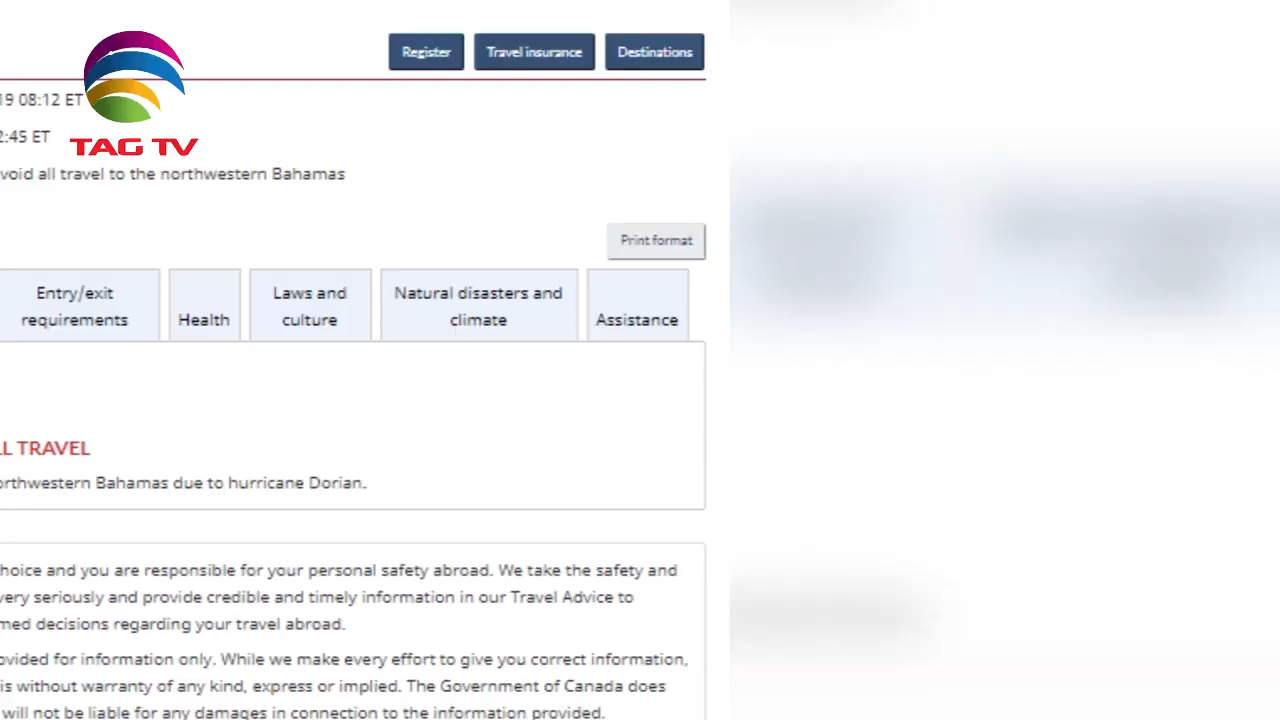 Register Travel insurance Destinations
19 08:12 ET
2:45 ET
TAG TV
void all travel to the northwestern Bahamas
Print format
Entry/exit requirements
Health
Laws and culture
Natural disasters and climate
Assistance
LL TRAVEL
orthwestern Bahamas due to hurricane Dorian.
hoice and you are responsible for your personal safety abroad. We take the safety and
very seriously and provide credible and timely information in our Travel Advice to
med decisions regarding your travel abroad.
ovided for information only. While we make every effort to give you correct information,
is without warranty of any kind, express or implied. The Government of Canada does
will not be liable for any damages in connection to the information provided.